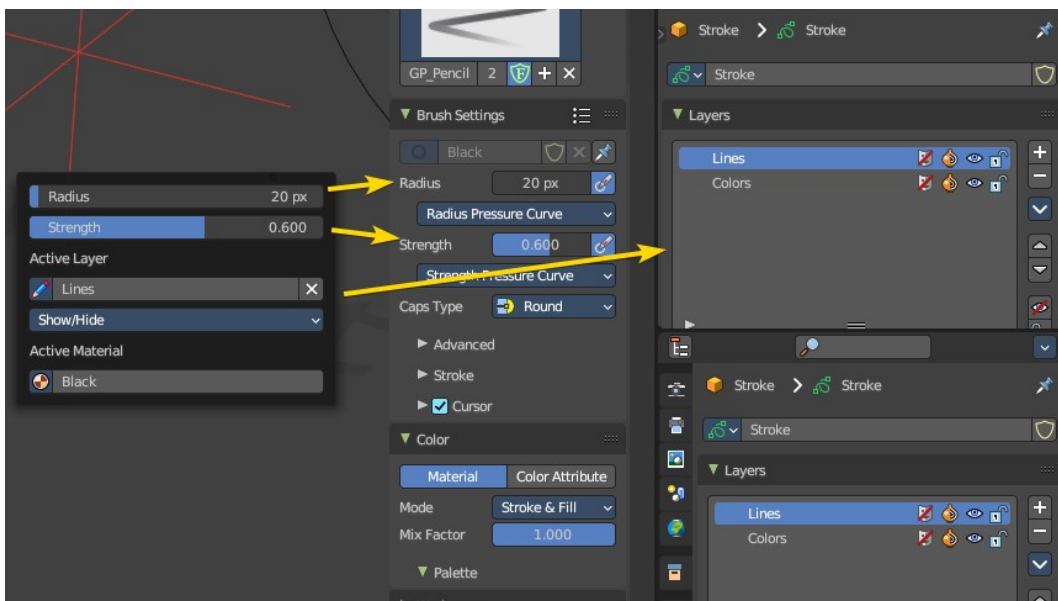 Radius 20 px
Strength 0.600
Active Layer
Lines
Show/Hide
Active Material
Black
GP_Pencil 2 F
Brush Settings
Black
Radius 20 px
Radius Pressure Curve
Strength 0.600
Strength Pressure Curve
Caps Type Round
Advanced
Stroke
Cursor
Color
Material Color Attribute
Mode Stroke & Fill
Mix Factor 1.000
Palette
Stroke Stroke
Stroke
Layers
Lines
Colors
Stroke Stroke
Stroke
Layers
Lines
Colors